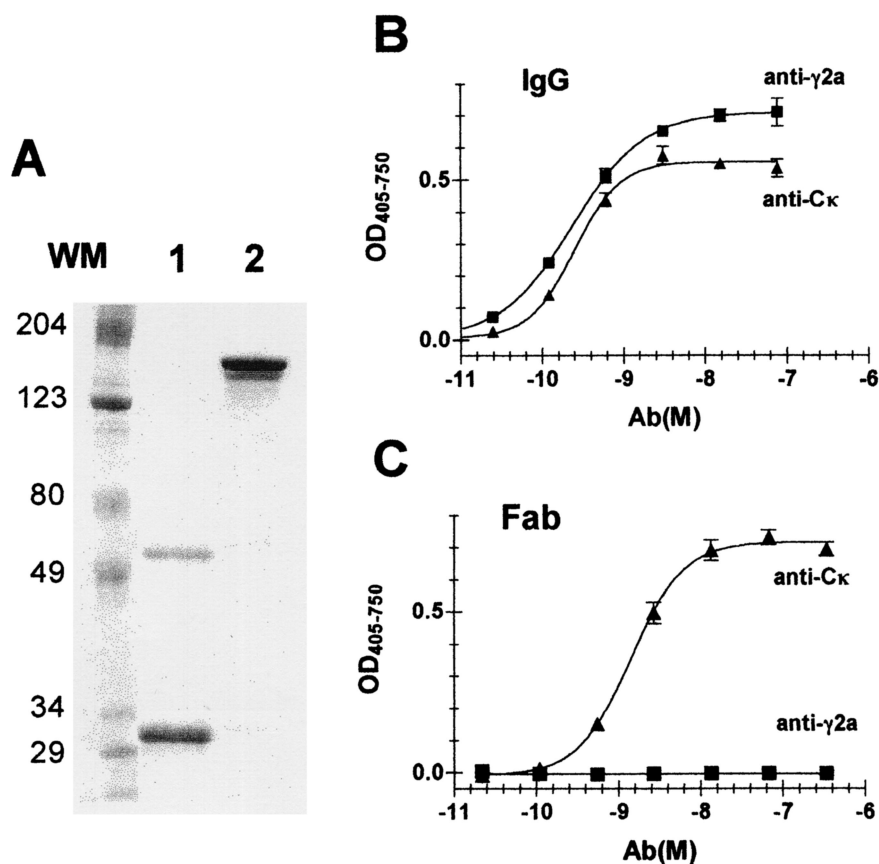 A
WM 1 2
204
123
80
49
34
29
B
IgG
anti-γ2a
anti-Cκ
0.5
0.0
OD405-750
-11 -10 -9 -8 -7 -6
Ab(M)
C
Fab
anti-Cκ
anti-γ2a
0.5
0.0
OD405-750
-11 -10 -9 -8 -7 -6
Ab(M)